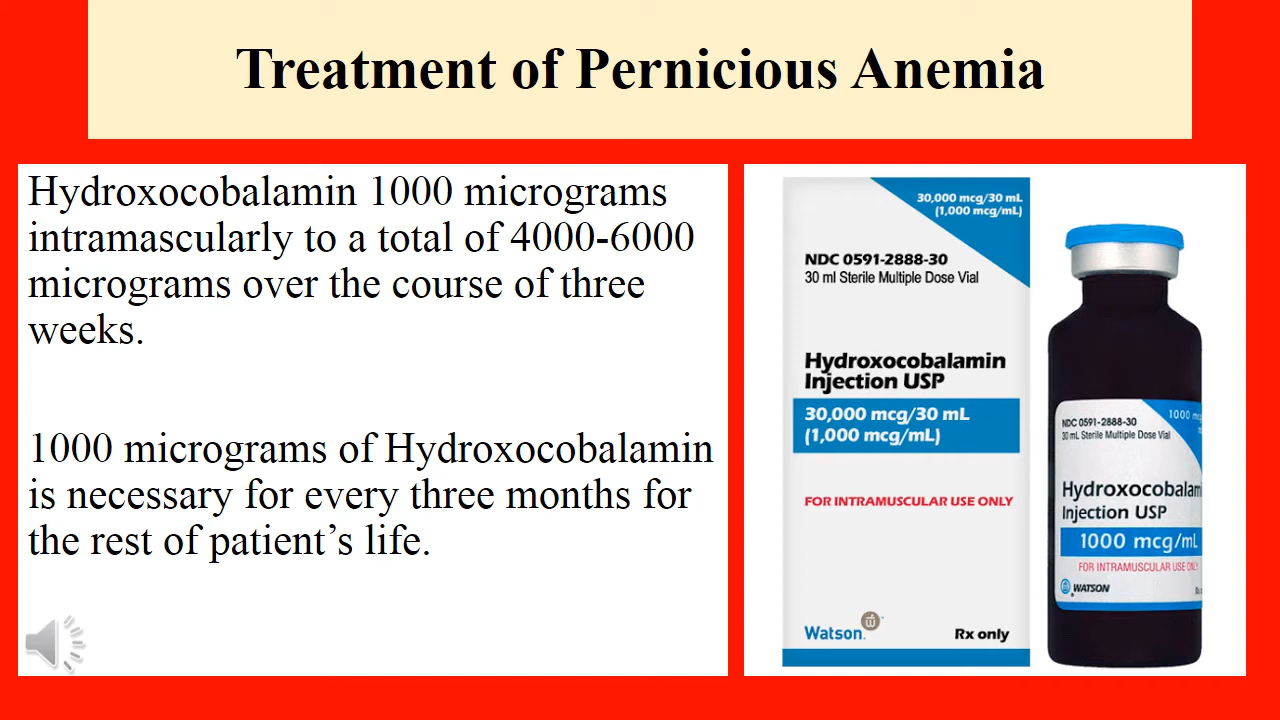 Treatment of Pernicious Anemia
Hydroxocobalamin 1000 micrograms
intramascularly to a total of 4000-6000
micrograms over the course of three
weeks.
1000 micrograms of Hydroxocobalamin
is necessary for every three months for
the rest of patient’s life.
30,000 mcg/30 mL
(1,000 mcg/mL)
NDC 0591-2888-30
30 ml Sterile Multiple Dose Vial
Hydroxocobalamin
Injection USP
30,000 mcg/30 mL
(1,000 mcg/mL)
FOR INTRAMUSCULAR USE ONLY
Watson
Rx only
1000 mcg
NDC 0591-2888-30
30 mL Sterile Multiple Dose Vial
Hydroxocobalam
Injection USP
1000 mcg/mL
FOR INTRAMUSCULAR USE ONLY
WATSON